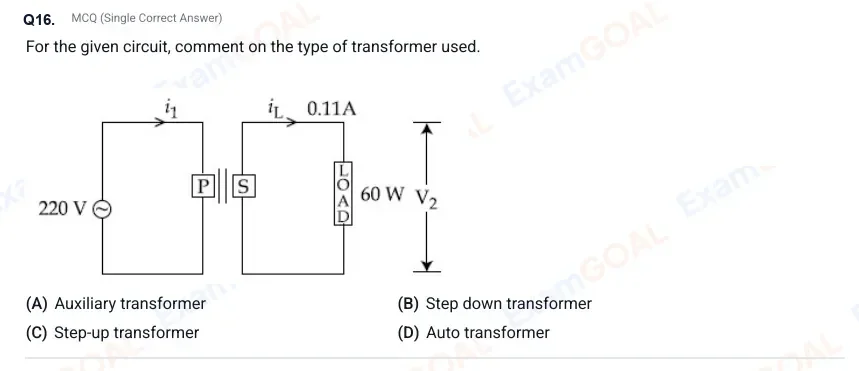 Q16. MCQ (Single Correct Answer)
For the given circuit, comment on the type of transformer used.
i1 iL 0.11A
220 V P S LOAD 60 W V2
(A) Auxiliary transformer (B) Step down transformer
(C) Step-up transformer (D) Auto transformer
ExamGOAL